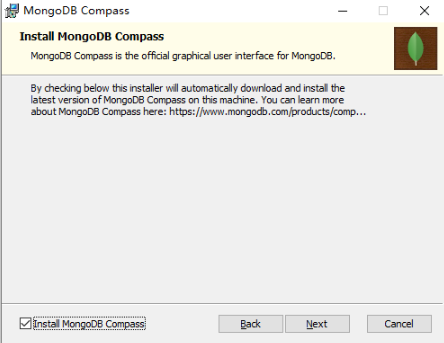 MongoDB Compass
Install MongoDB Compass
MongoDB Compass is the official graphical user interface for MongoDB.
By checking below this installer will automatically download and install the
latest version of MongoDB Compass on this machine. You can learn more
about MongoDB Compass here: https://www.mongodb.com/products/comp...
Install MongoDB Compass
Back
Next
Cancel